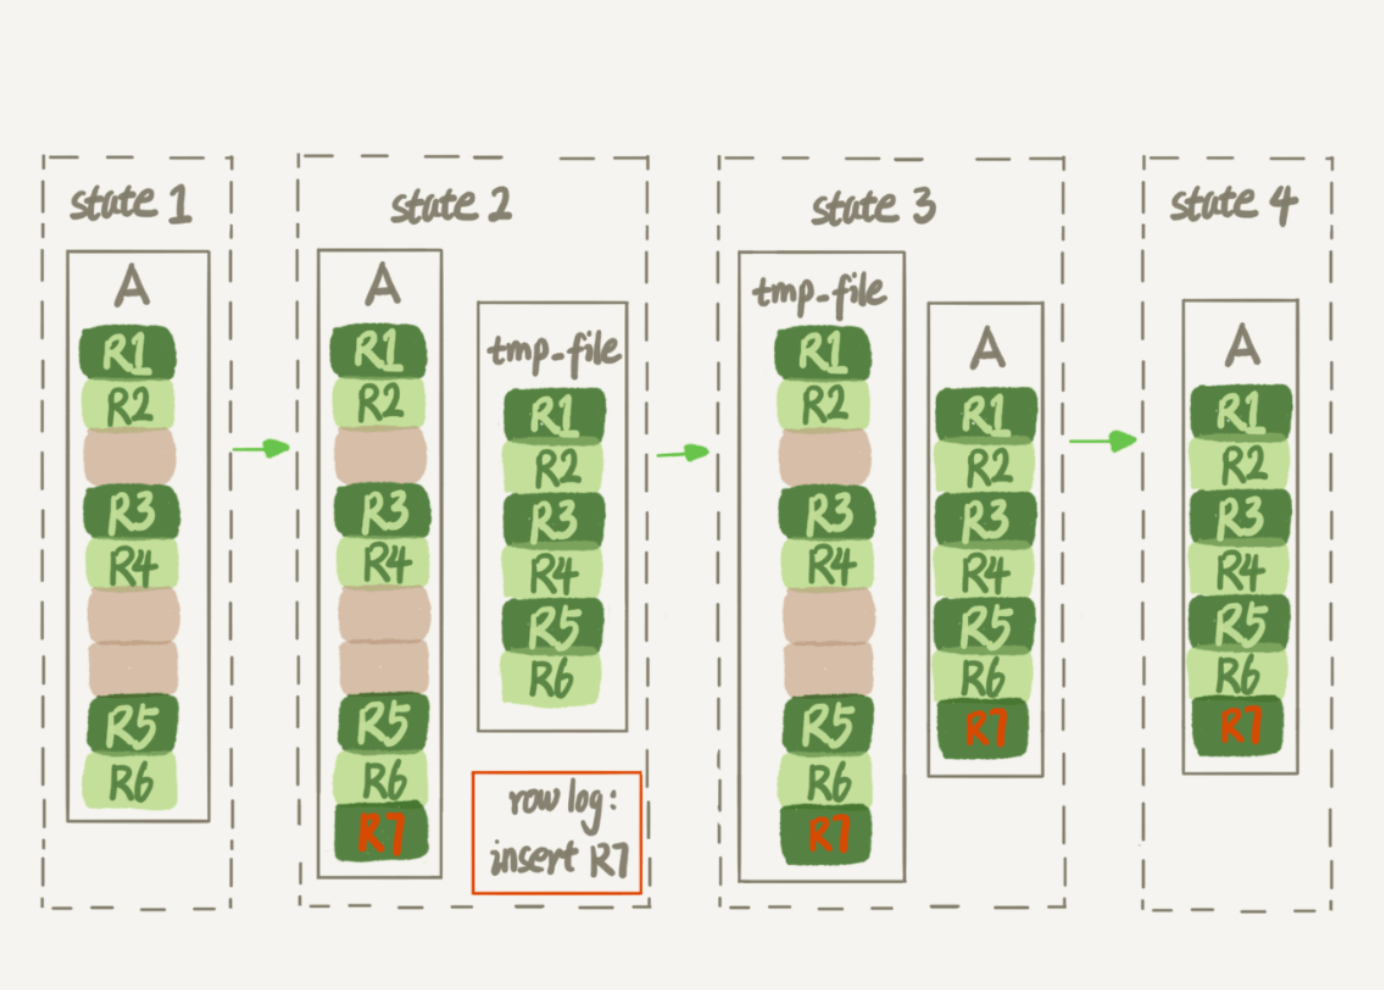 state 1
A
R1
R2
R3
R4
R5
R6
state 2
A
R1
R2
R3
R4
R5
R6
R7
tmp-file
R1
R2
R3
R4
R5
R6
row log:
insert R7
state 3
tmp-file
R1
R2
R3
R4
R5
R6
R7
A
R1
R2
R3
R4
R5
R6
R7
state 4
A
R1
R2
R3
R4
R5
R6
R7